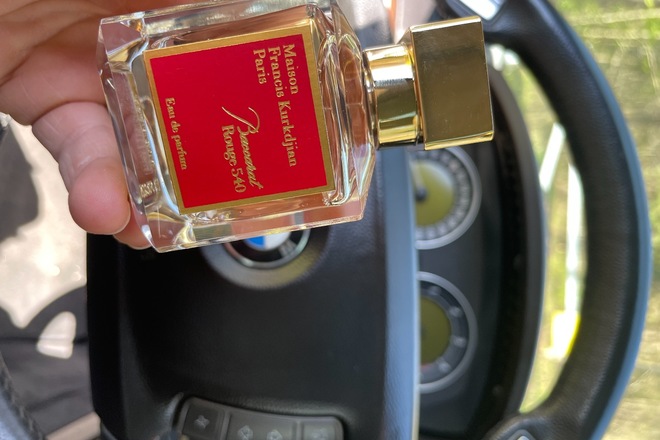 Maison
Francis Kurkdjian
Paris
Baccarat
Rouge 540
Eau de parfum